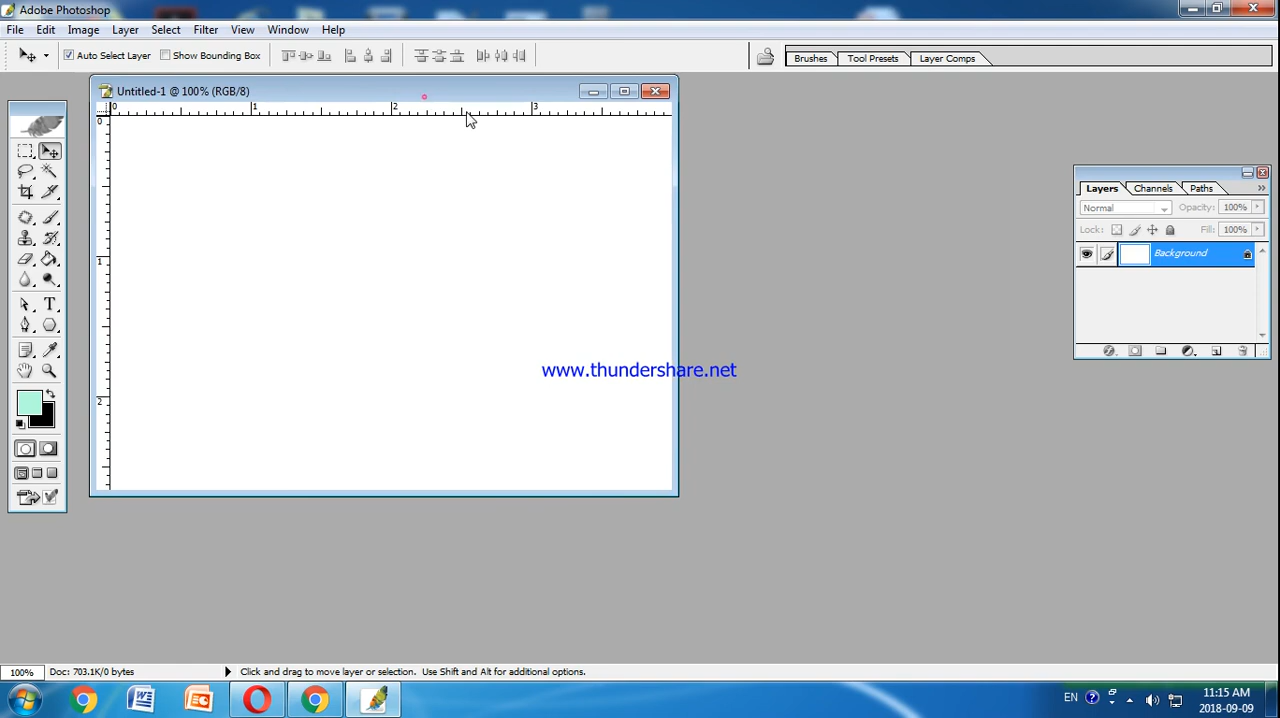 Adobe Photoshop
File Edit Image Layer Select Filter View Window Help
Auto Select Layer Show Bounding Box Brushes Tool Presets Layer Comps
Untitled-1 @ 100% (RGB/8)
0 1 2 3
0
1
2
Layers Channels Paths
Normal Opacity: 100%
Lock: Fill: 100%
Background
www.thundershare.net
100% Doc: 703.1K/0 bytes Click and drag to move layer or selection. Use Shift and Alt for additional options.
EN 11:15 AM
2018-09-09